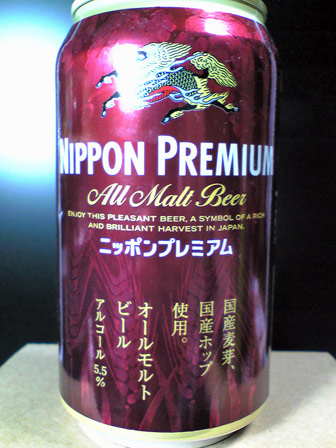 NIPPON PREMIUM
All Malt Beer
ENJOY THIS PLEASANT BEER, A SYMBOL OF A RICH
AND BRILLIANT HARVEST IN JAPAN.
ニッポンプレミアム
国産麦芽、
国産ホップ
使用。
オールモルト
ビール
アルコール5.5%